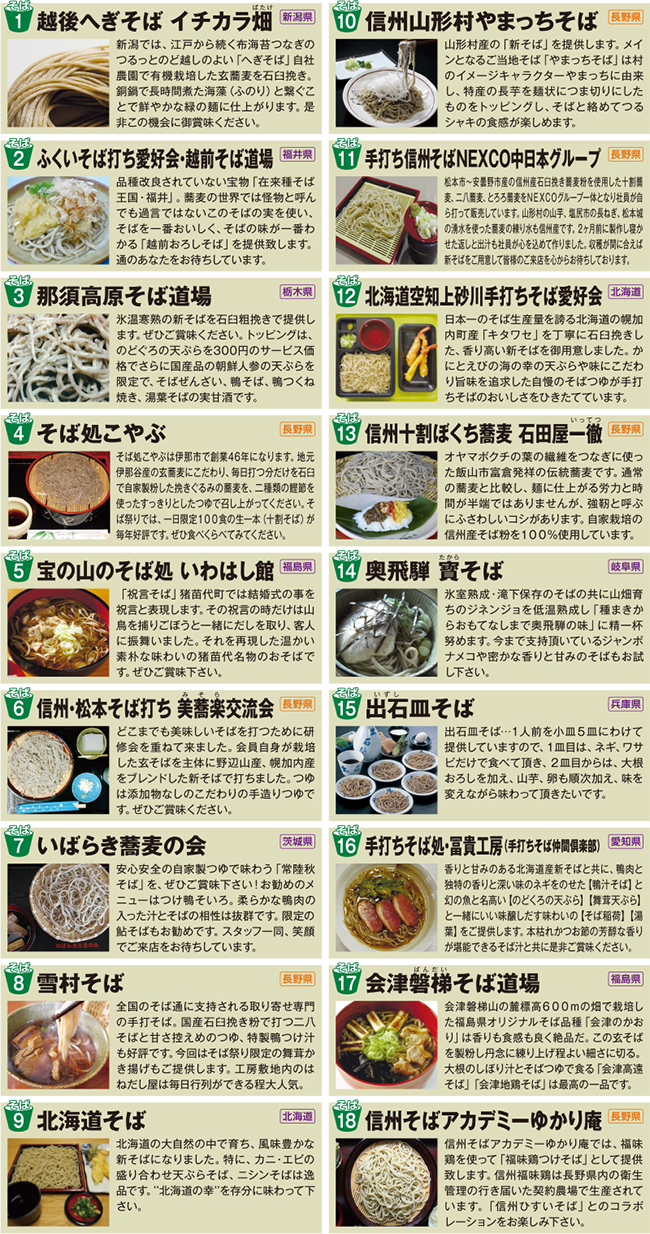 そば
1 越後へぎそば イチカラ畑 新潟県
ばたけ
新潟では、江戸から続く布海苔つなぎの
つるっとのど越しのよい「へぎそば」自社
農園で有機栽培した玄蕎麦を石臼挽き。
銅鍋で長時間煮た海藻(ふのり)と繋ぐこ
とで鮮やかな緑の麺に仕上がります。是
非この機会に御賞味ください。
そば
2 ふくいそば打ち愛好会・越前そば道場 福井県
品種改良されていない宝物「在来種そば
王国・福井」。蕎麦の世界では怪物と呼ん
でも過言ではないこのそばの実を使い、
そばを一番おいしく、そばの味が一番わ
かる「越前おろしそば」を提供致します。
通のあなたをお待ちしています。
そば
3 那須高原そば道場 栃木県
氷温寒熟の新そばを石臼粗挽きで提供し
ます。ぜひご賞味ください。トッピングは、
のどぐろの天ぷらを300円のサービス価
格でさらに国産品の朝鮮人参の天ぷらを
限定で、そばぜんざい、鴨そば、鴨つくね
焼き、湯葉そばの実甘酒です。
そば
4 そば処こやぶ 長野県
そば処こやぶは伊那市で創業46年になります。地元
伊那谷産の玄蕎麦にこだわり、毎日打つ分だけを石臼
で自家製粉した挽きぐるみの蕎麦を、二種類の鰹節を
使ったすっきりとしたつゆで召し上がってください。そ
ば祭りでは、一日限定100食の生一本(十割そば)が
毎年好評です。ぜひ食べくらべてみてください。
そば
5 宝の山のそば処 いわはし館 福島県
「祝言そば」猪苗代町では結婚式の事を
祝言と表現します。その祝言の時だけは山
鳥を捕りごぼうと一緒にだしを取り、客人
に振舞いました。それを再現した温かい
素朴な味わいの猪苗代名物のおそばで
す。ぜひご賞味下さい。
そば
6 信州・松本そば打ち 美蕎楽交流会 長野県
みそら
どこまでも美味しいそばを打つために研
修会を重ねて来ました。会員自身が栽培
した玄そばを主体に野辺山産、幌加内産
をブレンドした新そばで打ちました。つゆ
は添加物なしのこだわりの手造りつゆで
す。ぜひご賞味ください。
そば
7 いばらき蕎麦の会 茨城県
安心安全の自家製つゆで味わう「常陸秋
そば」を、ぜひご賞味下さい!お勧めのメ
ニューはつけ鴨そいろ。柔らかな鴨肉の
入った汁とそばの相性は抜群です。限定の
鮎そばもお勧めです。スタッフ一同、笑顔
でご来店をお待ちしています。
そば
8 雪村そば 長野県
全国のそば通に支持される取り寄せ専門
の手打そば。国産石臼挽き粉で打つ二八
そばと甘さ控えめのつゆ、特製鴨つけ汁
も好評です。今回はそば祭り限定の舞茸か
き揚げもご提供します。工房敷地内のは
ねだし屋は毎日行列ができる程大人気。
そば
9 北海道そば 北海道
北海道の大自然の中で育ち、風味豊かな
新そばになりました。特に、カニ・エビの
盛り合わせ天ぷらそば、ニシンそばは逸
品です。"北海道の幸"を存分に味わって下
さい。
そば
10 信州山形村やまっちそば 長野県
山形村産の「新そば」を提供します。メイ
ンとなるご当地そば「やまっちそば」は村
のイメージキャラクターやまっちに由来
し、特産の長芋を麺状につま切りにした
ものをトッピングし、そばと絡めてつる
シャキの食感が楽しめます。
そば
11 手打ち信州そばNEXCO中日本グループ 長野県
松本市～安曇野市産の信州産石臼挽き蕎麦粉を使用した十割蕎
麦、二八蕎麦、とろろ蕎麦をNEXCOグループ一体となり社員が自
ら打って販売しています。山形村の山芋、塩尻市の長ねぎ、松本城
の湧水を使った蕎麦の練り水も信州産です。2ヶ月前に製作し寝か
せた返しと出汁も社員が心を込めて作りました。収穫が間に合えば
新そばをご用意して皆様のご来店を心からお待ちしております。
そば
12 北海道空知上砂川手打ちそば愛好会 北海道
日本一のそば生産量を誇る北海道の幌加
内町産「キタワセ」を丁寧に石臼挽きし
た、香り高い新そばを御用意しました。か
にとえびの海の幸の天ぷらや味にこだわ
り旨味を追求した自慢のそばつゆが手打
ちそばのおいしさをひきたてています。
そば
13 信州十割ぼくち蕎麦 石田屋一徹 長野県
いってつ
オヤマボクチの葉の繊維をつなぎに使っ
た飯山市富倉発祥の伝統蕎麦です。通常
の蕎麦と比較し、麺に仕上がる労力と時
間が半端ではありませんが、強靭と呼ぶ
にふさわしいコシがあります。自家栽培の
信州産そば粉を100%使用しています。
そば
14 奥飛騨 寳そば 岐阜県
たから
氷室熟成・滝下保存のそばの共に山畑育
ちのジネンジョを低温熟成し「種まきか
らおもてなしまで奥飛騨の味」に精一杯
努めます。今まで支持頂いているジャンボ
ナメコや密かな香りと甘みのそばもお試
し下さい。
そば
15 出石皿そば 兵庫県
いずし
出石皿そば…1人前を小皿5皿にわけて
提供していますので、1皿目は、ネギ、ワサ
ビだけで食べて頂き、2皿目からは、大根
おろしを加え、山芋、卵も順次加え、味を
変えながら味わって頂きたいです。
そば
16 手打ちそば処・冨貴工房(手打ちそば仲間倶楽部) 愛知県
香りと甘みのある北海道産新そばと共に、鴨肉と
独特の香りと深い味のネギをのせた【鴨汁そば】と
幻の魚と名高い【のどぐろの天ぷら】【舞茸天ぷら】
と一緒にいい味醸しだす味わいの【そば稲荷】【湯
葉】をご提供します。本枯れかつお節の芳醇な香り
が堪能できるそば汁と共に是非ご賞味ください。
そば
17 会津磐梯そば道場 福島県
ばんだい
会津磐梯山の麓標高600mの畑で栽培し
た福島県オリジナルそば品種「会津のかお
り」は香りも食感も良く絶品だ。この玄そば
を製粉し丹念に練り上げ程よい細さに切る。
大根のしぼり汁とそばつゆで食る「会津高遠
そば」「会津地鶏そば」は最高の一品です。
そば
18 信州そばアカデミーゆかり庵 長野県
信州そばアカデミーゆかり庵では、福味
鶏を使って「福味鶏つけそば」として提供
致します。信州福味鶏は長野県内の衛生
管理の行き届いた契約農場で生産されてい
ます。「信州ひすいそば」とのコラボ
レーションをお楽しみ下さい。